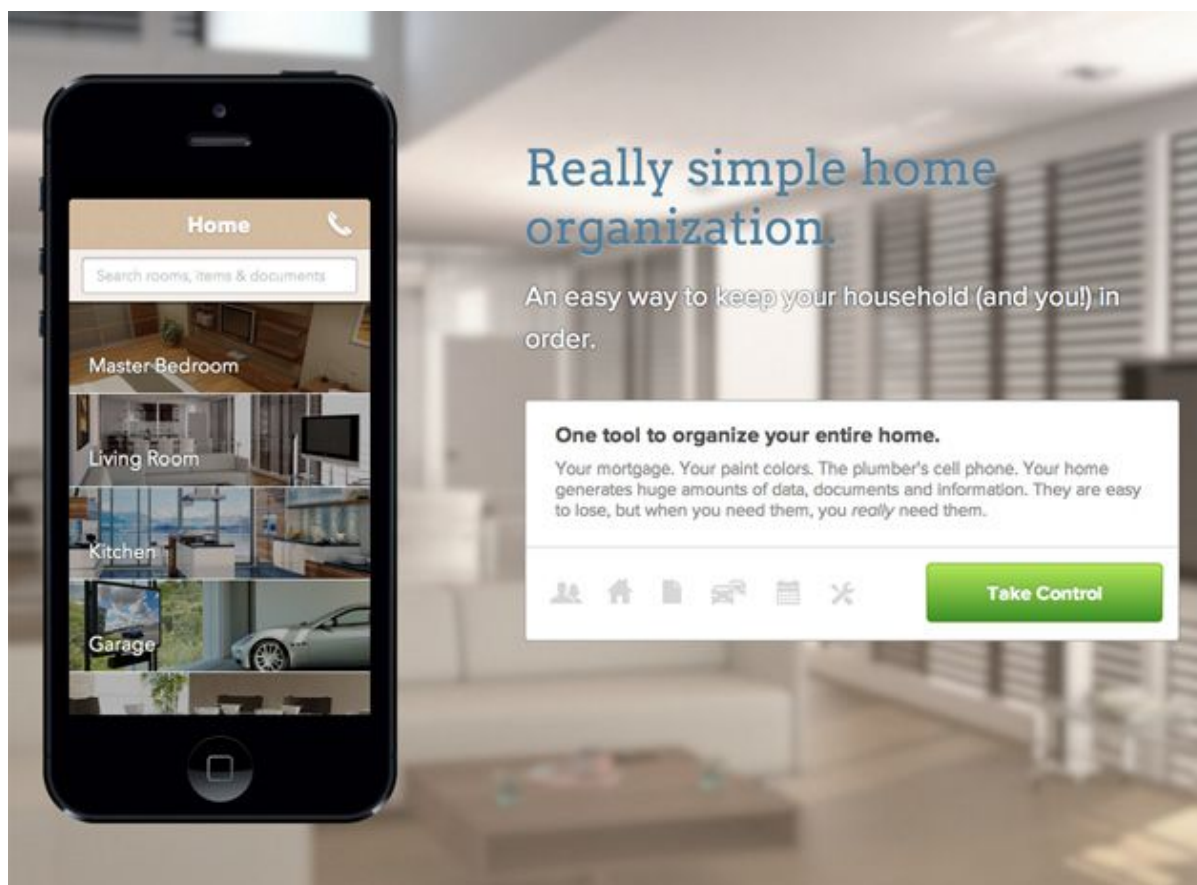 Home
Search rooms, items & documents
Master Bedroom
Living Room
Kitchen
Garage
Really simple home
organization.
An easy way to keep your household (and you!) in
order.
One tool to organize your entire home.
Your mortgage. Your paint colors. The plumber's cell phone. Your home
generates huge amounts of data, documents and information. They are easy
to lose, but when you need them, you really need them.
Take Control